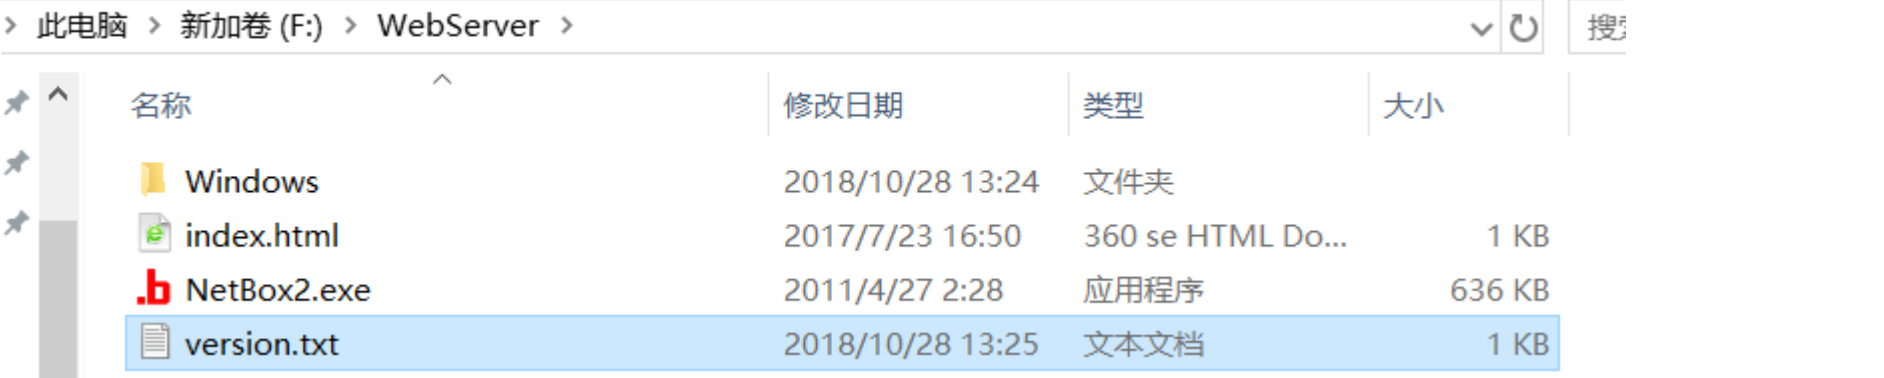 此电脑 > 新加卷 (F:) > WebServer >
搜
名称 修改日期 类型 大小
Windows 2018/10/28 13:24 文件夹
index.html 2017/7/23 16:50 360 se HTML Do... 1 KB
NetBox2.exe 2011/4/27 2:28 应用程序 636 KB
version.txt 2018/10/28 13:25 文本文档 1 KB